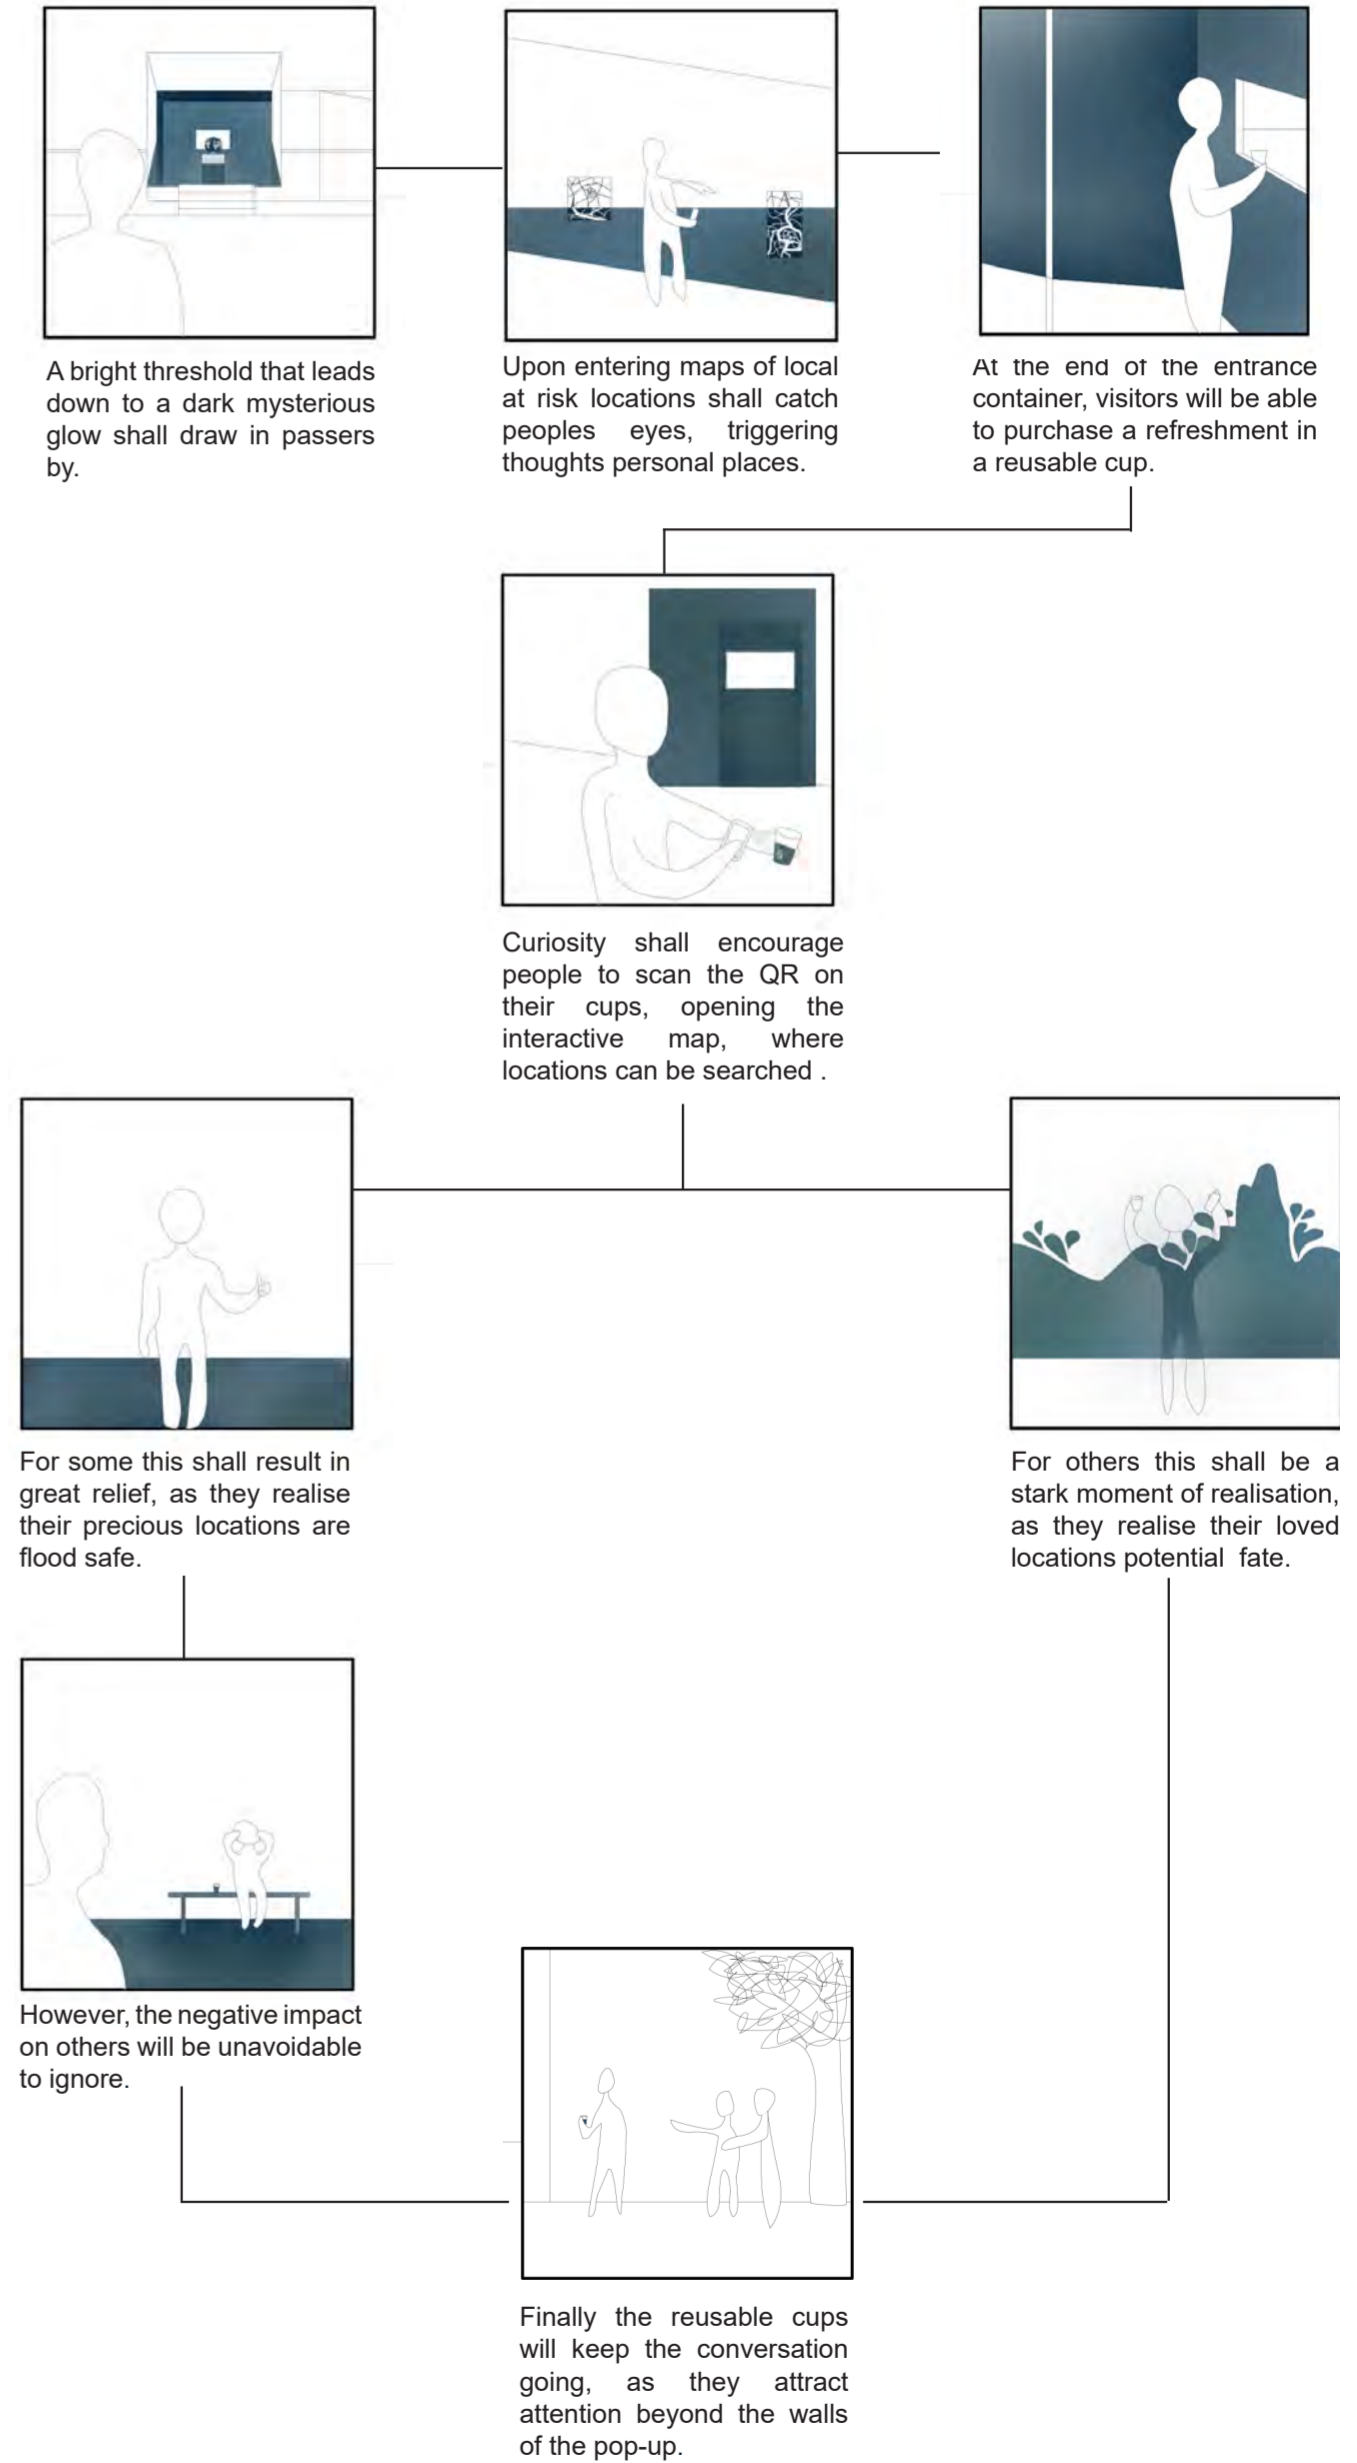 A bright threshold that leads
down to a dark mysterious
glow shall draw in passers
by.
Upon entering maps of local
at risk locations shall catch
peoples eyes, triggering
thoughts personal places.
At the end of the entrance
container, visitors will be able
to purchase a refreshment in
a reusable cup.
Curiosity shall encourage
people to scan the QR on
their cups, opening the
interactive map, where
locations can be searched .
For some this shall result in
great relief, as they realise
their precious locations are
flood safe.
For others this shall be a
stark moment of realisation,
as they realise their loved
locations potential fate.
However, the negative impact
on others will be unavoidable
to ignore.
Finally the reusable cups
will keep the conversation
going, as they attract
attention beyond the walls
of the pop-up.